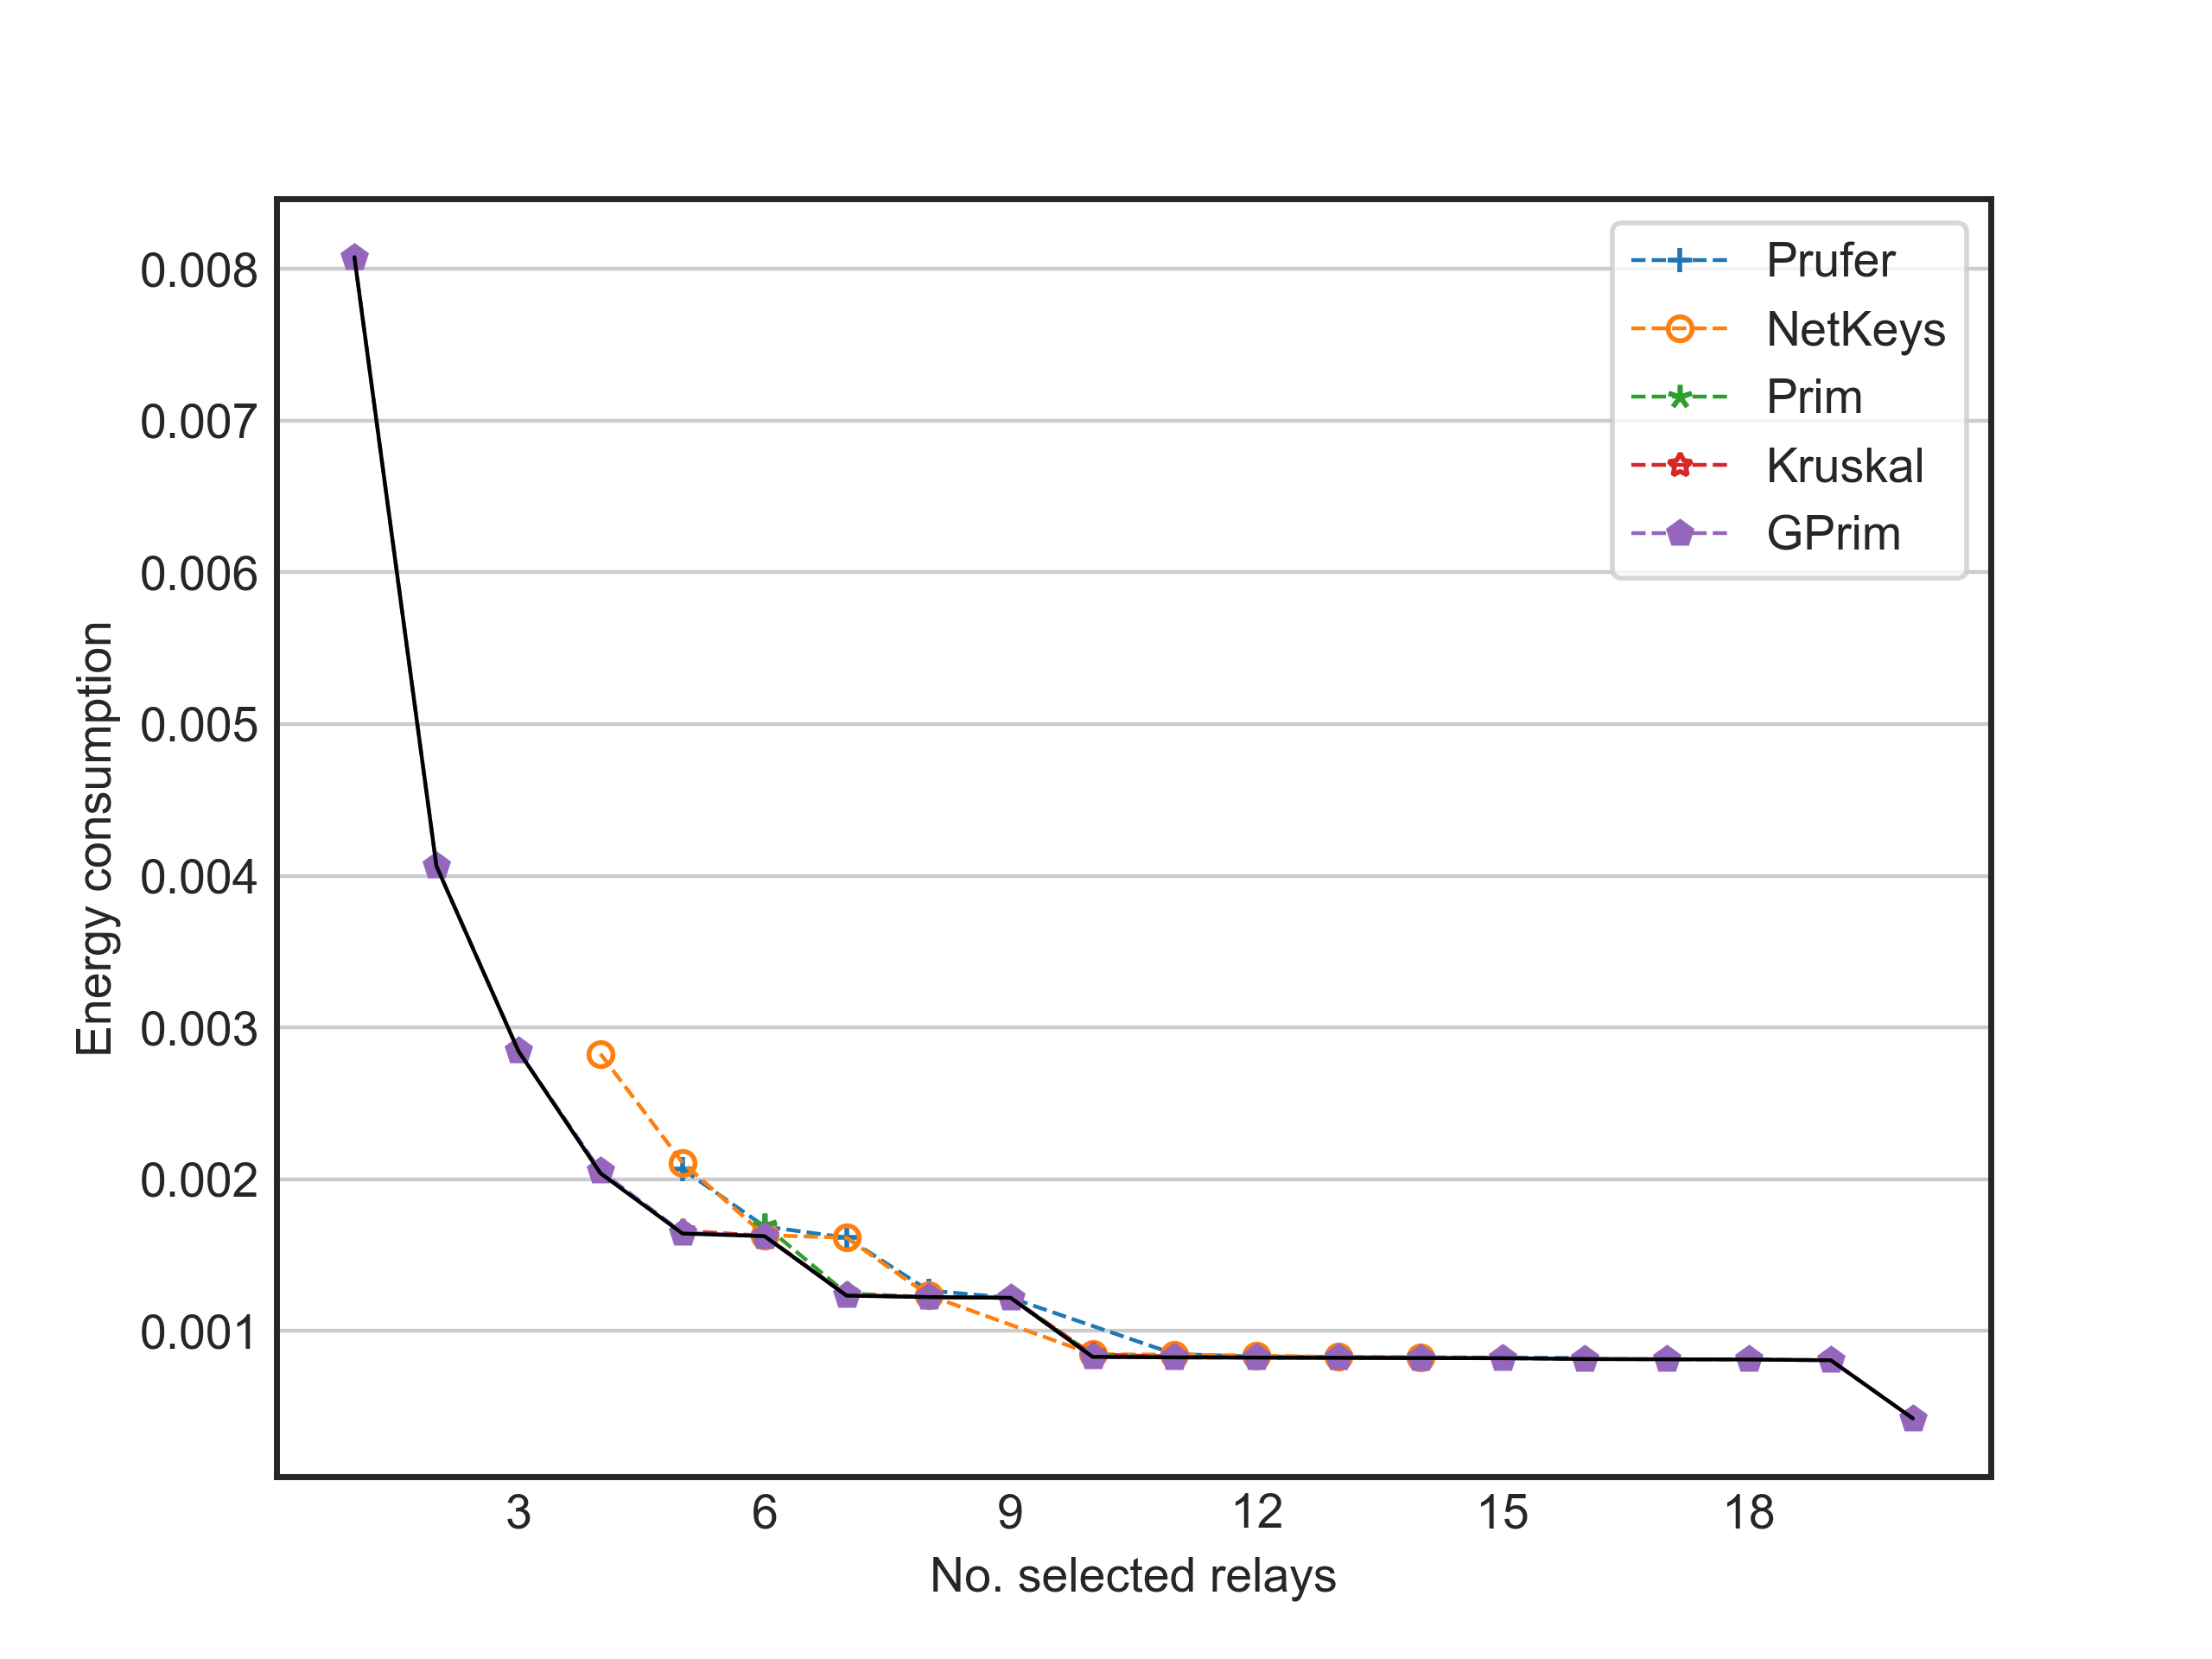 Energy consumption
0.008
0.007
0.006
0.005
0.004
0.003
0.002
0.001
Prufer
NetKeys
Prim
Kruskal
GPrim
3 6 9 12 15 18
No. selected relays